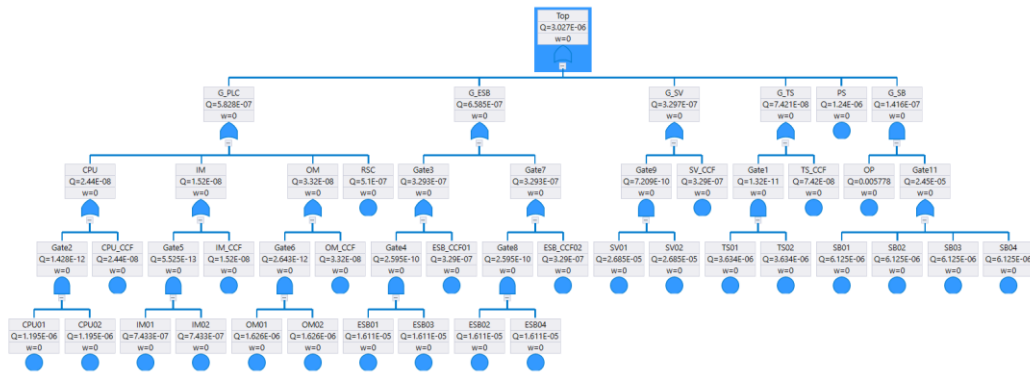 Top
Q=3.027E-06
w=0
G_PLC
Q=5.828E-07
w=0
G_ESB
Q=6.585E-07
w=0
G_SV
Q=3.297E-07
w=0
G_TS
Q=7.421E-08
w=0
PS
Q=1.24E-06
w=0
G_SB
Q=1.416E-07
w=0
CPU
Q=2.44E-08
w=0
IM
Q=1.52E-08
w=0
OM
Q=3.32E-08
w=0
RSC
Q=5.1E-07
w=0
Gate3
Q=3.293E-07
w=0
Gate7
Q=3.293E-07
w=0
Gate9
Q=7.209E-10
w=0
SV_CCF
Q=3.29E-07
w=0
Gate1
Q=1.32E-11
w=0
TS_CCF
Q=7.42E-08
w=0
OP
Q=0.005778
w=0
Gate11
Q=2.45E-05
w=0
Gate2
Q=1.428E-12
w=0
CPU_CCF
Q=2.44E-08
w=0
Gate5
Q=5.525E-13
w=0
IM_CCF
Q=1.52E-08
w=0
Gate6
Q=2.643E-12
w=0
OM_CCF
Q=3.32E-08
w=0
Gate4
Q=2.595E-10
w=0
ESB_CCF01
Q=3.29E-07
w=0
Gate8
Q=2.595E-10
w=0
ESB_CCF02
Q=3.29E-07
w=0
SV01
Q=2.685E-05
w=0
SV02
Q=2.685E-05
w=0
TS01
Q=3.634E-06
w=0
TS02
Q=3.634E-06
w=0
SB01
Q=6.125E-06
w=0
SB02
Q=6.125E-06
w=0
SB03
Q=6.125E-06
w=0
SB04
Q=6.125E-06
w=0
CPU01
Q=1.195E-06
w=0
CPU02
Q=1.195E-06
w=0
IM01
Q=7.433E-07
w=0
IM02
Q=7.433E-07
w=0
OM01
Q=1.626E-06
w=0
OM02
Q=1.626E-06
w=0
ESB01
Q=1.611E-05
w=0
ESB03
Q=1.611E-05
w=0
ESB02
Q=1.611E-05
w=0
ESB04
Q=1.611E-05
w=0